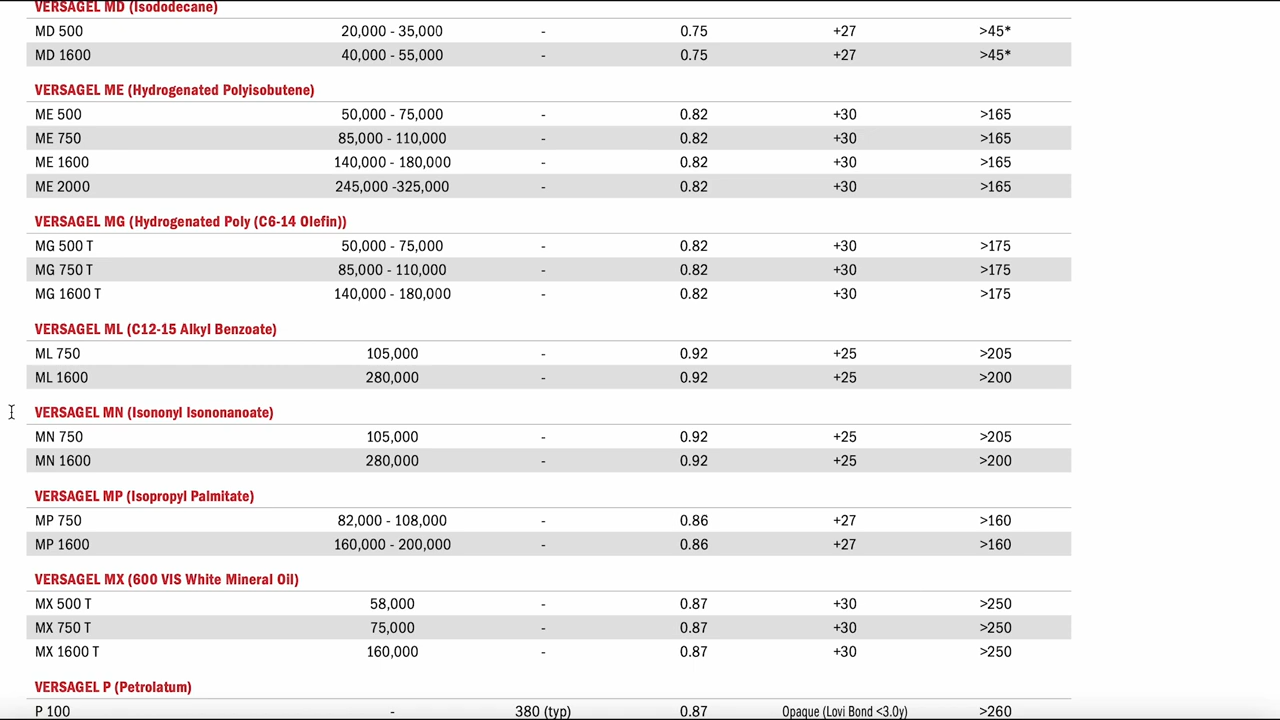 VERSAGEL MD (Isododecane)
MD 500 20,000 - 35,000 - 0.75 +27 >45*
MD 1600 40,000 - 55,000 - 0.75 +27 >45*
VERSAGEL ME (Hydrogenated Polyisobutene)
ME 500 50,000 - 75,000 - 0.82 +30 >165
ME 750 85,000 - 110,000 - 0.82 +30 >165
ME 1600 140,000 - 180,000 - 0.82 +30 >165
ME 2000 245,000 -325,000 - 0.82 +30 >165
VERSAGEL MG (Hydrogenated Poly (C6-14 Olefin))
MG 500 T 50,000 - 75,000 - 0.82 +30 >175
MG 750 T 85,000 - 110,000 - 0.82 +30 >175
MG 1600 T 140,000 - 180,000 - 0.82 +30 >175
VERSAGEL ML (C12-15 Alkyl Benzoate)
ML 750 105,000 - 0.92 +25 >205
ML 1600 280,000 - 0.92 +25 >200
VERSAGEL MN (Isononyl Isononanoate)
MN 750 105,000 - 0.92 +25 >205
MN 1600 280,000 - 0.92 +25 >200
VERSAGEL MP (Isopropyl Palmitate)
MP 750 82,000 - 108,000 - 0.86 +27 >160
MP 1600 160,000 - 200,000 - 0.86 +27 >160
VERSAGEL MX (600 VIS White Mineral Oil)
MX 500 T 58,000 - 0.87 +30 >250
MX 750 T 75,000 - 0.87 +30 >250
MX 1600 T 160,000 - 0.87 +30 >250
VERSAGEL P (Petrolatum)
P 100 - 380 (typ) 0.87 Opaque (Lovi Bond <3.0y) >260